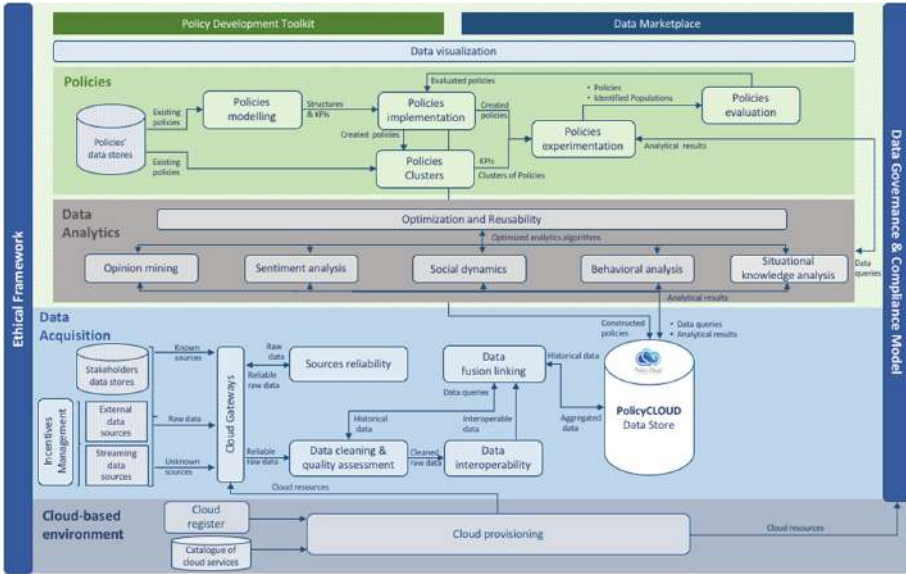 Policy Development Toolkit
Data Marketplace
Data visualization
Ethical Framework
Data Governance & Compliance Model
Policies
Evaluated policies
Policies'
data stores
Existing
policies
Policies
modelling
Structures
& KPIs
Policies
implementation
Created
policies
• Policies
• Identified Populations
Policies
evaluation
Created policies
Policies
experimentation
Analytical results
Existing
policies
Policies
Clusters
KPIs
Clusters of Policies
Data
Analytics
Optimization and Reusability
Optimized analytics algorithms
Opinion mining
Sentiment analysis
Social dynamics
Behavioral analysis
Situational
knowledge analysis
Data
queries
Analytical results
Data
Acquisition
Constructed
policies
• Data queries
• Analytical results
Stakeholders
data stores
Known
sources
Raw
data
Reliable
raw data
Sources reliability
Data
fusion linking
Historical data
Policy Cloud
PolicyCLOUD
Data Store
Data queries
Incentives
Management
External
data
sources
Raw data
Cloud Gateways
Historical
data
Interoperable
data
Aggregated
data
Streaming
data
sources
Unknown
sources
Reliable
raw data
Data cleaning &
quality assessment
Cleaned
raw data
Data
interoperability
Cloud resources
Cloud-based
environment
Cloud
register
Catalogue of
cloud services
Cloud provisioning
Cloud resources